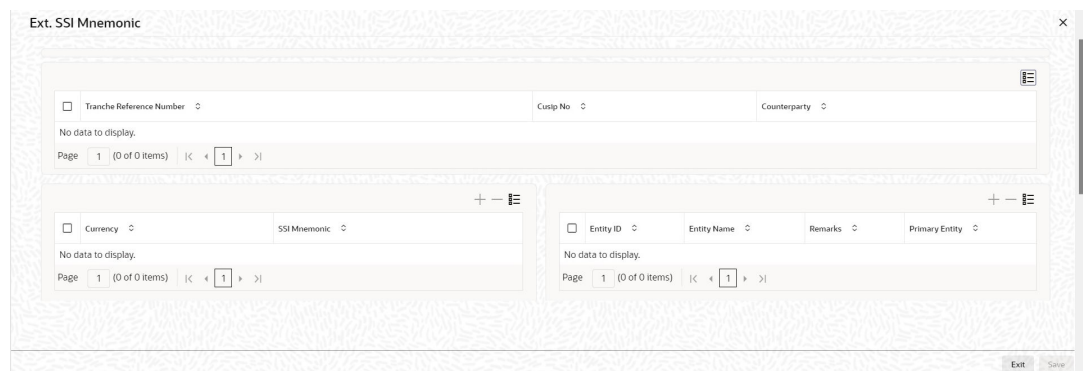 Ext. SSI Mnemonic
Tranche Reference Number Cusip No Counterparty
No data to display.
Page 1 (0 of 0 items) 1
Currency SSI Mnemonic
No data to display.
Page 1 (0 of 0 items) 1
Entity ID Entity Name Remarks Primary Entity
No data to display.
Page 1 (0 of 0 items) 1
Exit Save